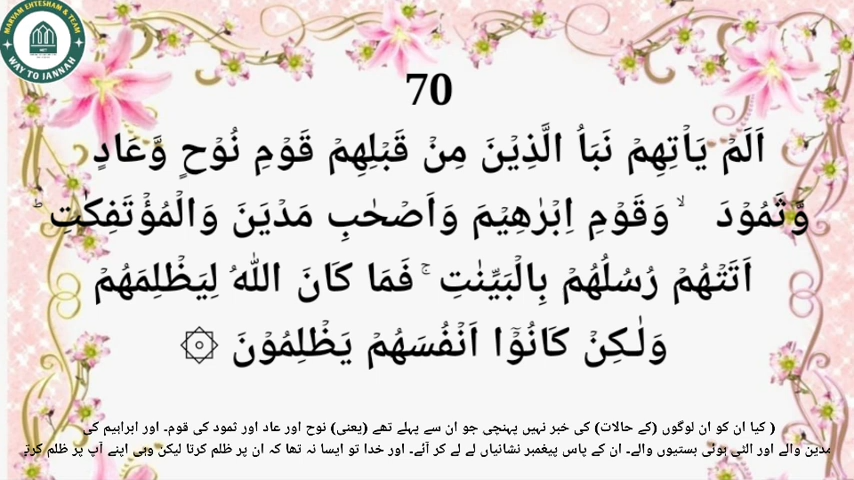 MARYAM EHTESHAM & TEAM
WAY TO JANNAH
70
اَلَمْ يَاْتِهِمْ نَبَاُ الَّذِيْنَ مِنْ قَبْلِهِمْ قَوْمِ نُوْحٍ وَّعَادٍ
وَّثَمُوْدَ ۙ وَقَوْمِ اِبْرٰهِيْمَ وَاَصْحٰبِ مَدْيَنَ وَالْمُؤْتَفِكٰتِ ؕ
اَتَتْهُمْ رُسُلُهُمْ بِالْبَيِّنٰتِ ۚ فَمَا كَانَ اللّٰهُ لِيَظْلِمَهُمْ
وَلٰكِنْ كَانُوْۤا اَنْفُسَهُمْ يَظْلِمُوْنَ ۞
( کیا ان کو ان لوگوں (کے حالات) کی خبر نہیں پہنچی جو ان سے پہلے تھے (یعنی) نوح اور عاد اور ثمود کی قوم۔ اور ابراہیم کی
مدین والے اور الٹی ہوئی بستیوں والے۔ ان کے پاس پیغمبر نشانیاں لے لے کر آئے۔ اور خدا تو ایسا نہ تھا کہ ان پر ظلم کرتا لیکن وہی اپنے آپ پر ظلم کرتے